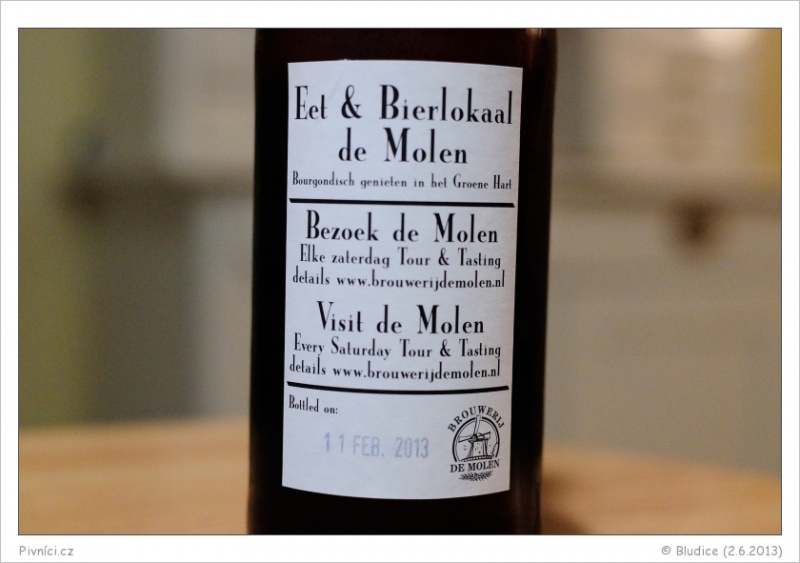 Eet & Bierlokaal
de Molen
Bourgondisch genieten in het Groene Hart
Bezoek de Molen
Elke zaterdag Tour & Tasting
details www.brouwerijdemolen.nl
Visit de Molen
Every Saturday Tour & Tasting
details www.brouwerijdemolen.nl
Bottled on:
11 FEB. 2013
BROUWERIJ
DE MOLEN
Pivníci.cz
© Bludice (2.6.2013)